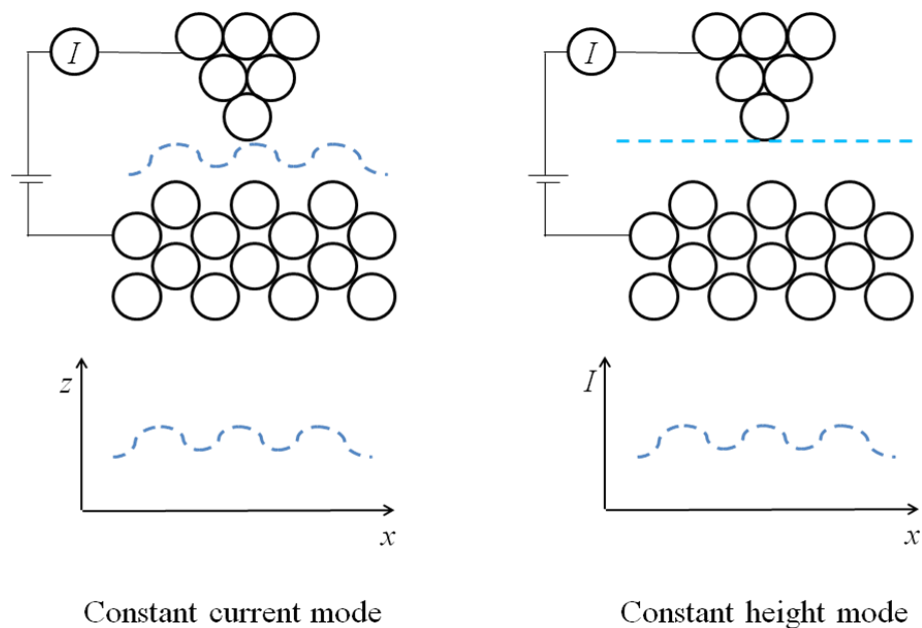 I
I
z
x
I
x
Constant current mode
Constant height mode